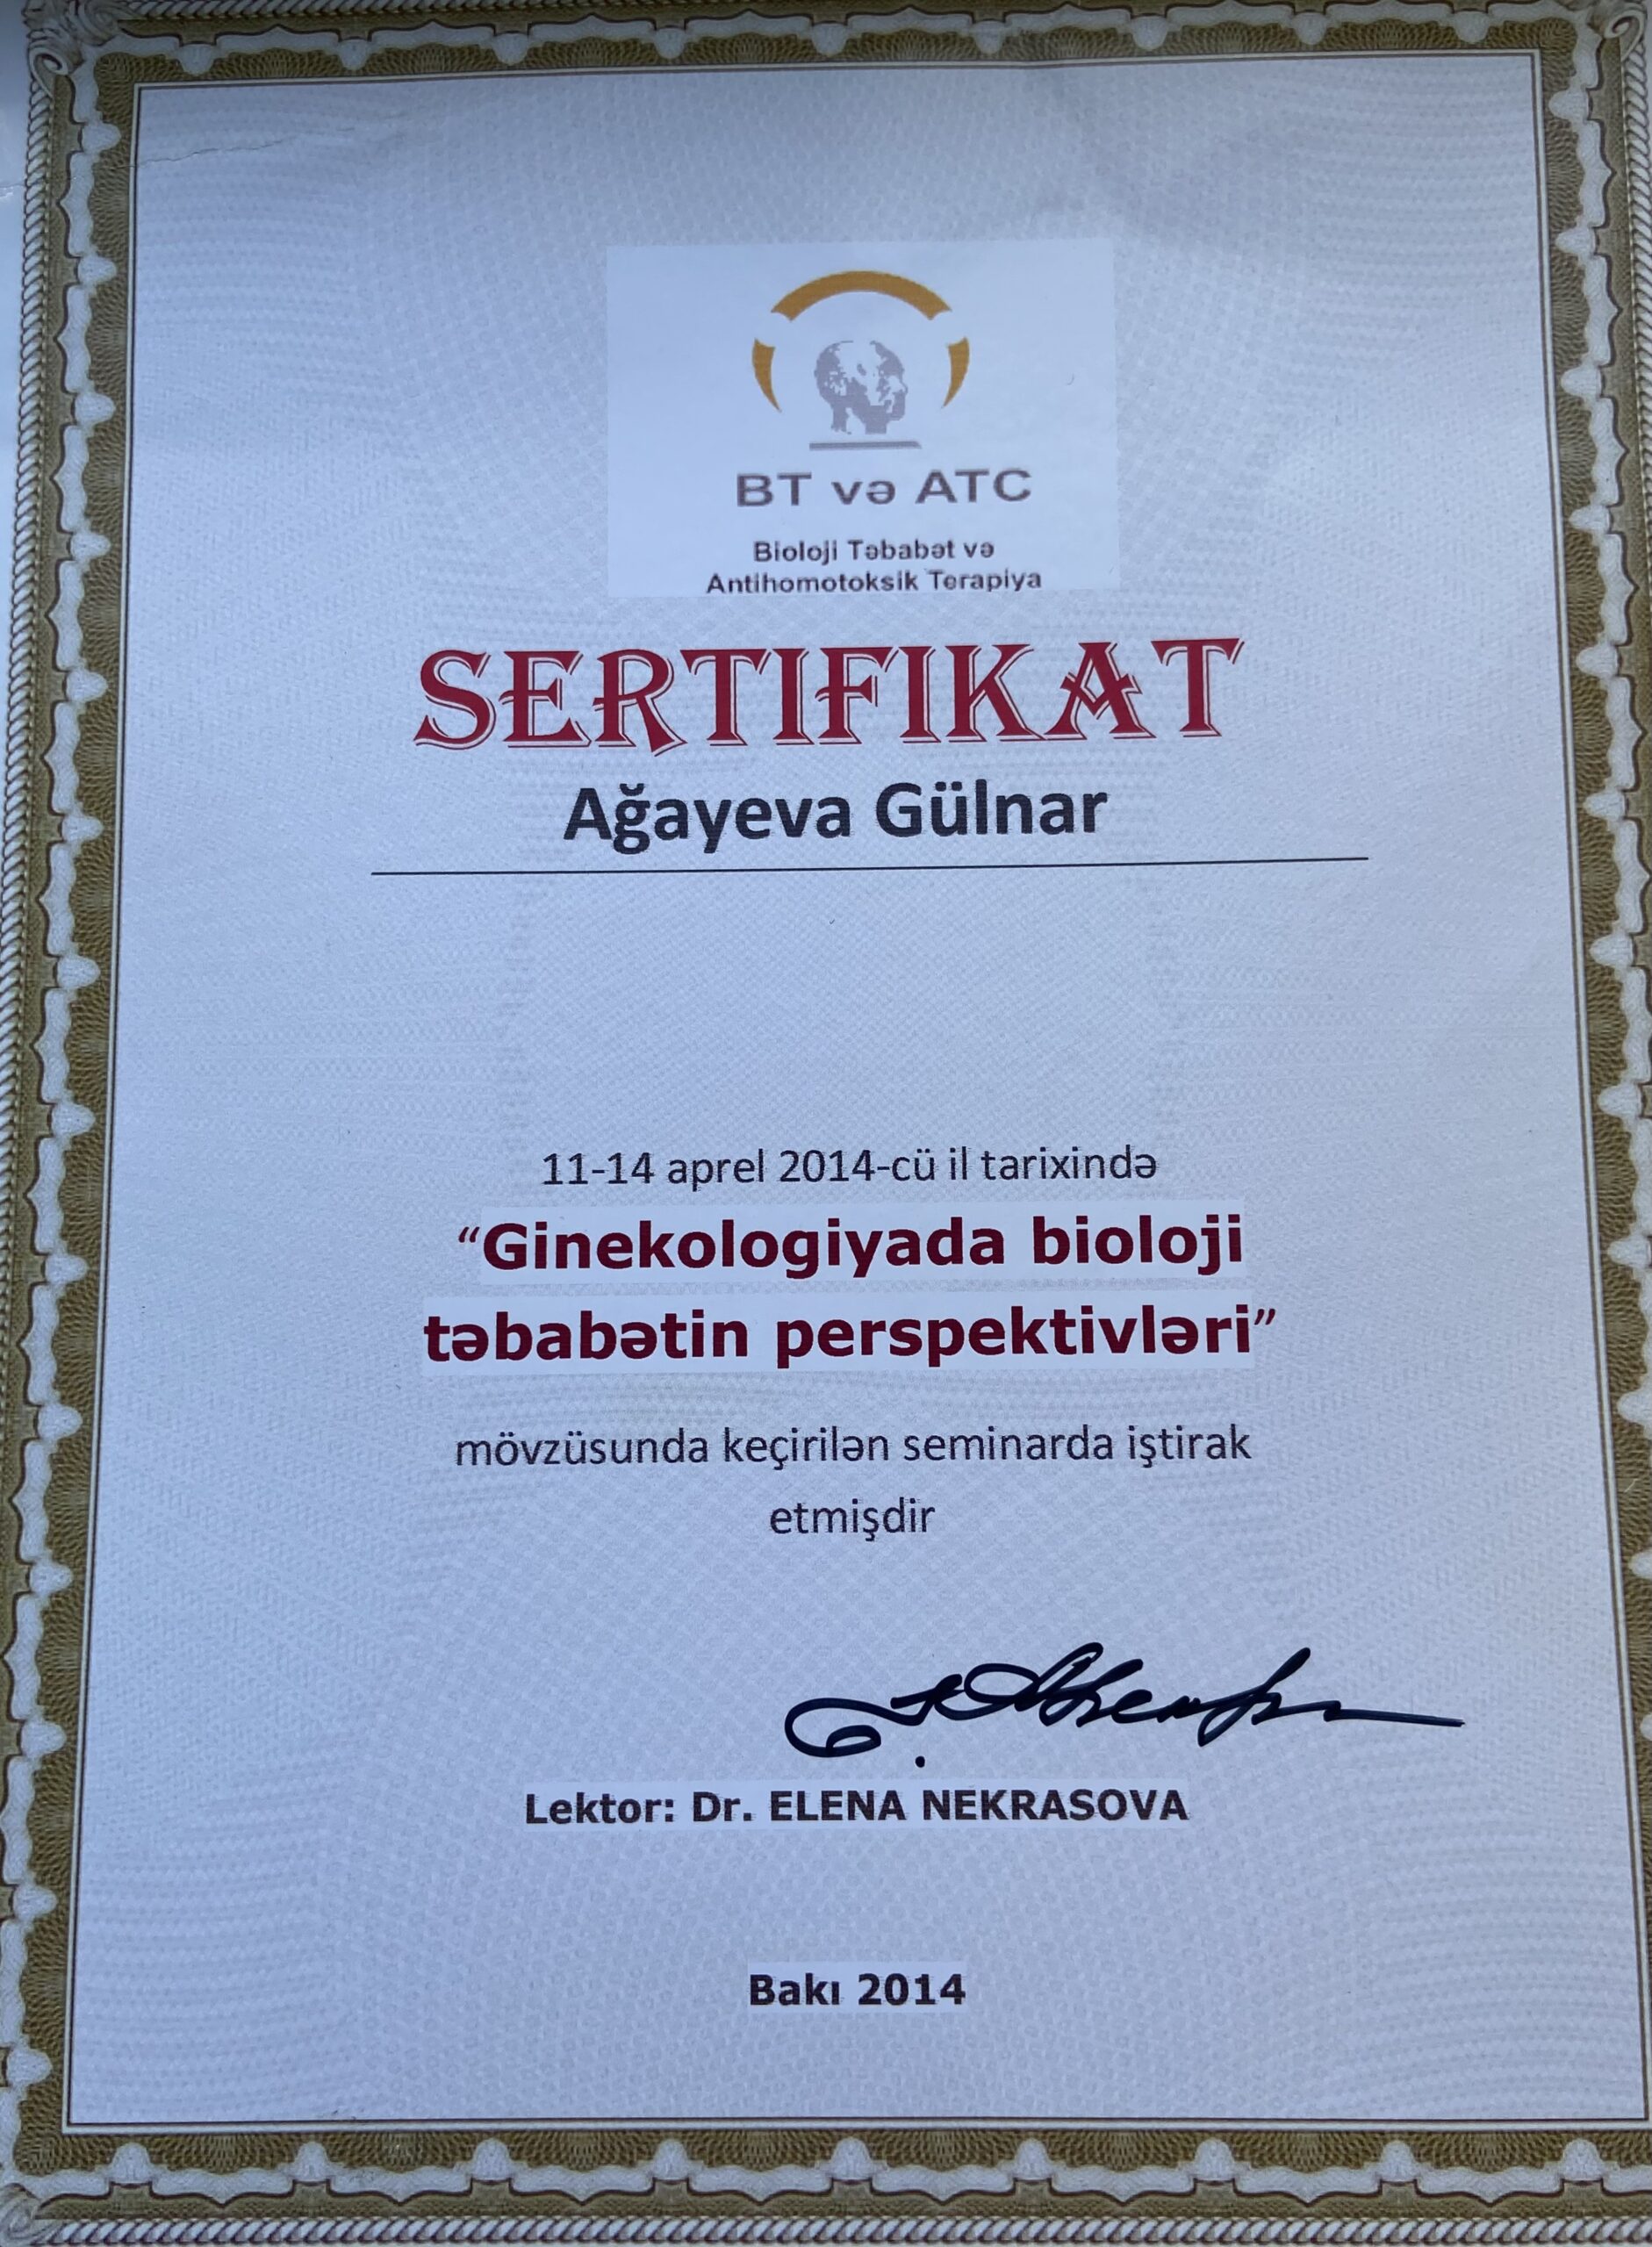 BT və ATC
Bioloji Təbabət və
Antihomotoksik Terapiya
SERTIFIKAT
Ağayeva Gülnar
11-14 aprel 2014-cü il tarixində
“Ginekologiyada bioloji
təbabətin perspektivləri”
mövzüsunda keçirilən seminarda iştirak
etmişdir
Lektor: Dr. ELENA NEKRASOVA
Bakı 2014